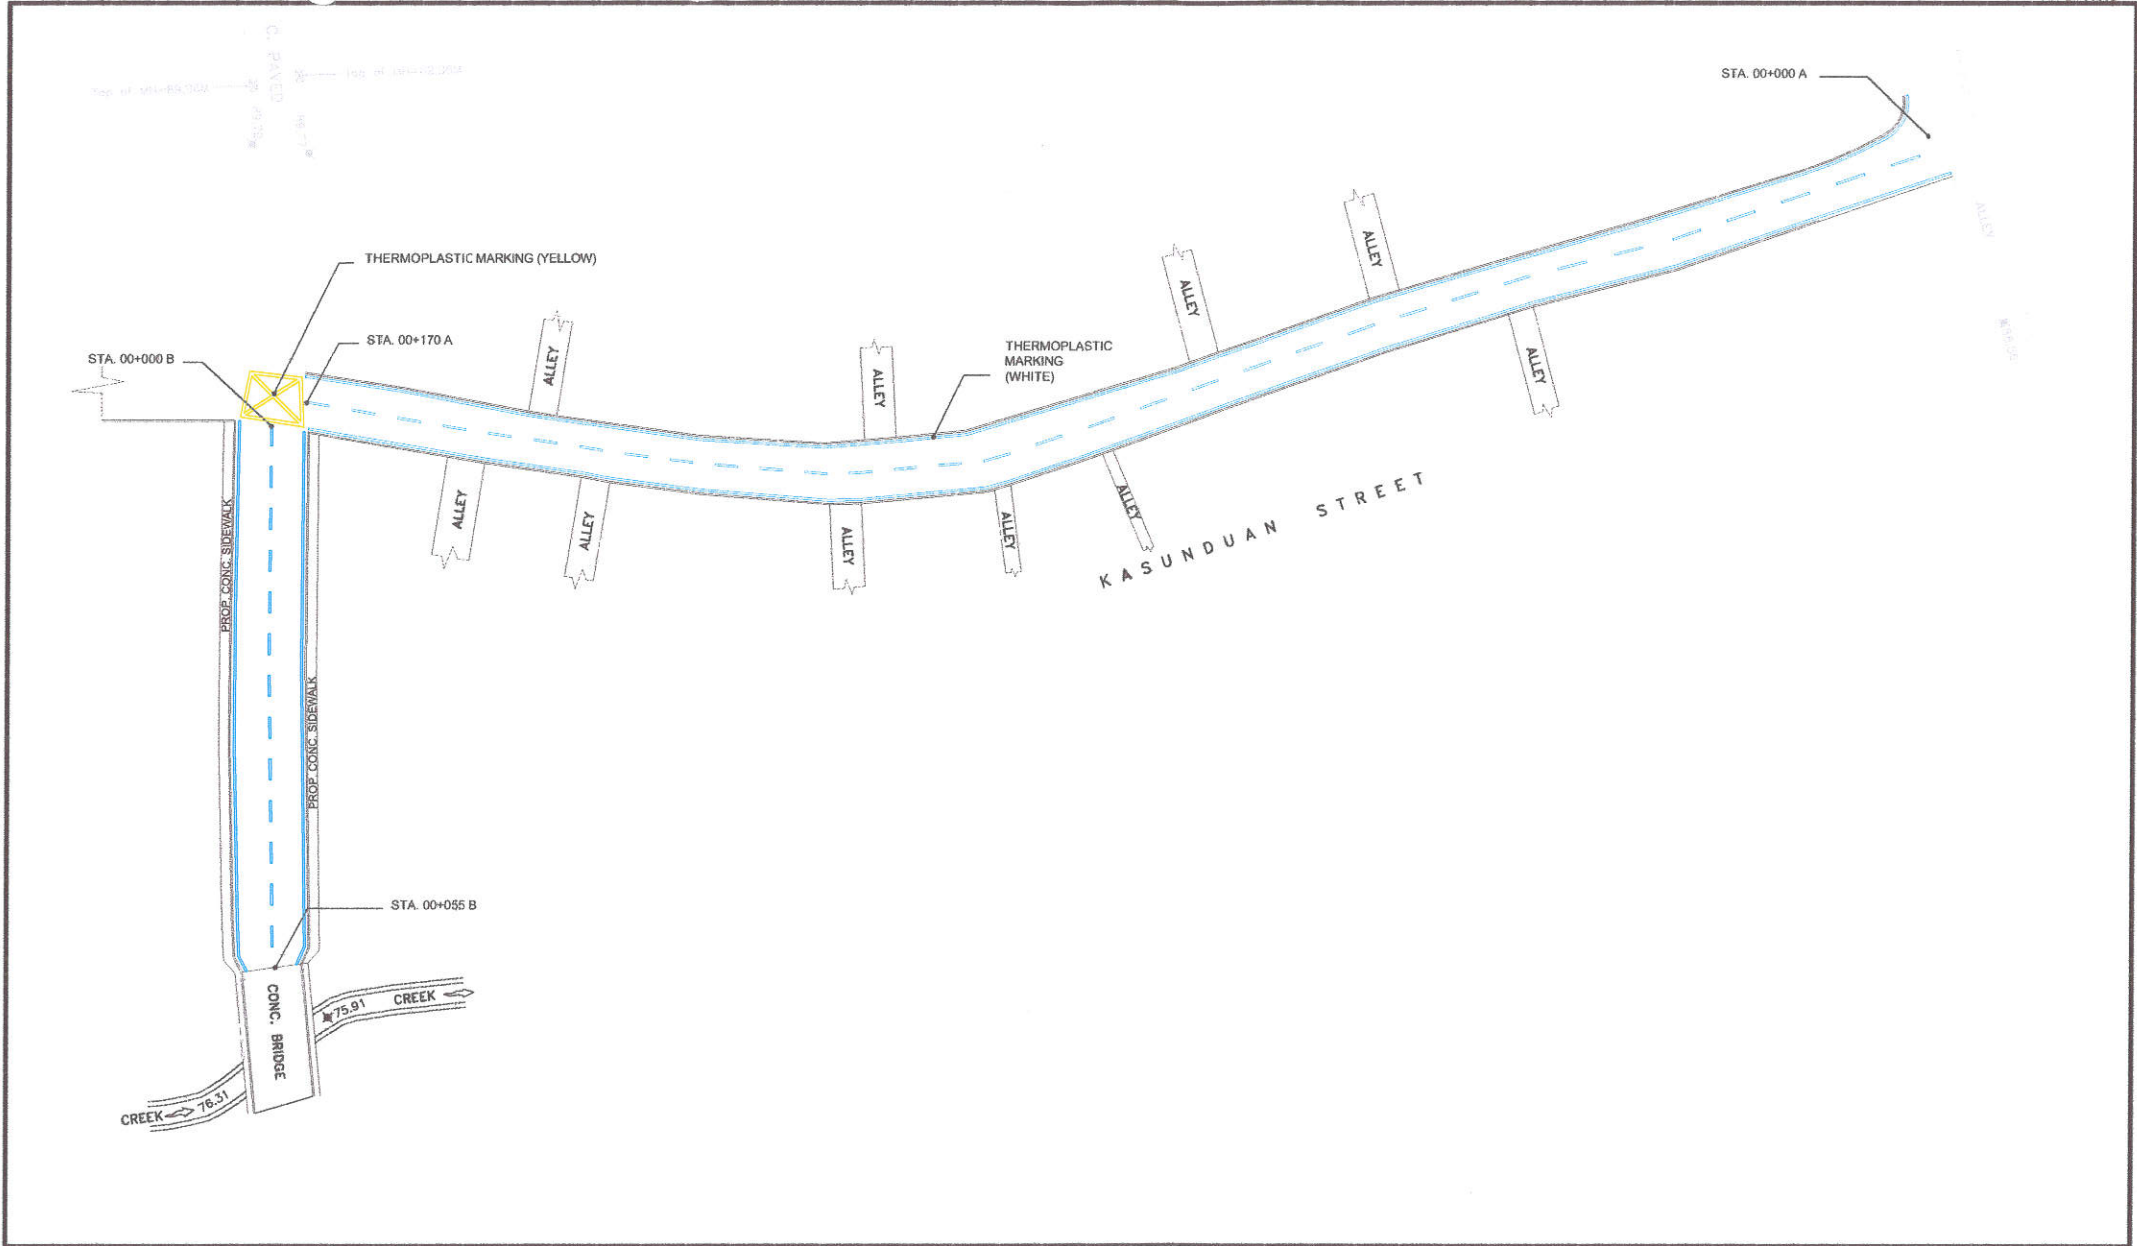 C. PAVED
STA. 00+000 A
ALLEY
ALLEY
THERMOPLASTIC MARKING (YELLOW)
ALLEY
STA. 00+170 A
THERMOPLASTIC
MARKING
(WHITE)
STA. 00+000 B
ALLEY
ALLEY
ALLEY
ALLEY
ALLEY
ALLEY
ALLEY
ALLEY
ALLEY
KASUNDUAN STREET
PROP. CONC. SIDEWALK
PROP. CONC. SIDEWALK
STA. 00+055 B
CONC. BRIDGE
75.91 CREEK
CREEK 76.31